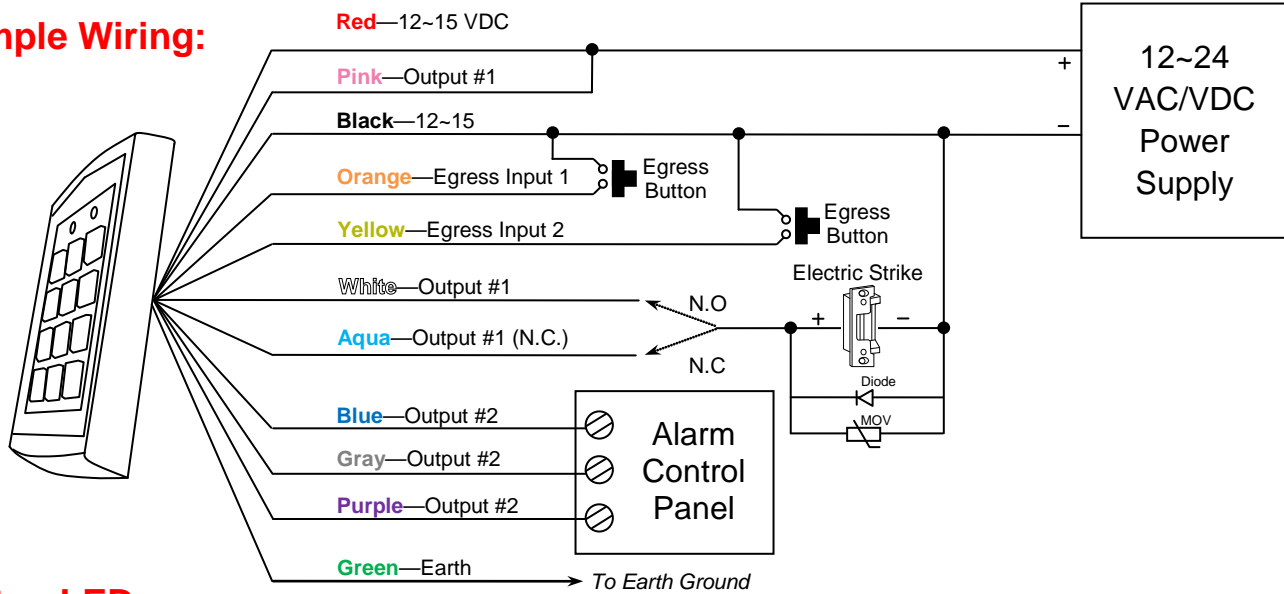 mple Wiring:
Red—12~15 VDC
Pink—Output #1
Black—12~15
Orange—Egress Input 1
Yellow—Egress Input 2
White—Output #1
Aqua—Output #1 (N.C.)
Blue—Output #2
Gray—Output #2
Purple—Output #2
Green—Earth
To Earth Ground
Egress
Button
Egress
Button
Electric Strike
+
–
N.O
N.C
Diode
MOV
Alarm
Control
Panel
+
–
12~24
VAC/VDC
Power
Supply